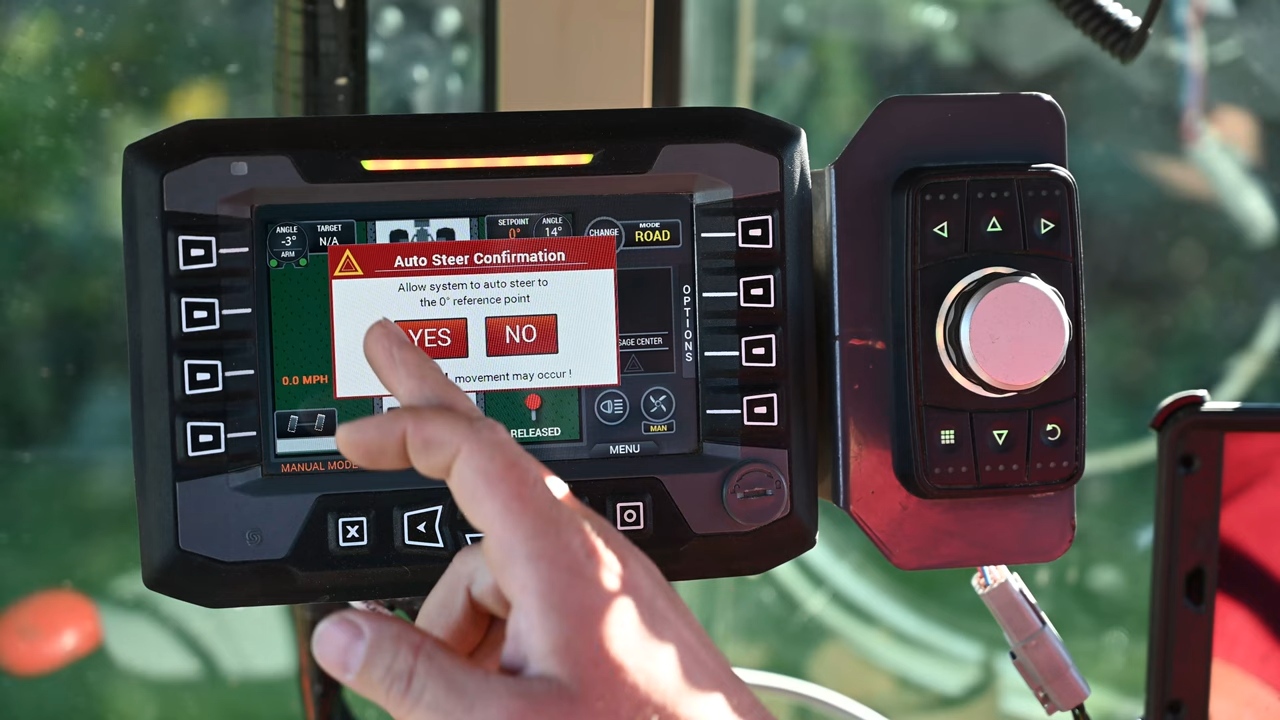 ANGLE
-3°
ARM
TARGET
N/A
SETPOINT
0°
ANGLE
14°
CHANGE
MODE
ROAD
Auto Steer Confirmation
Allow system to auto steer to
the 0° reference point
YES
NO
movement may occur !
OPTIONS
SAGE CENTER
0.0 MPH
RELEASED
MAN
MENU
MANUAL MODE